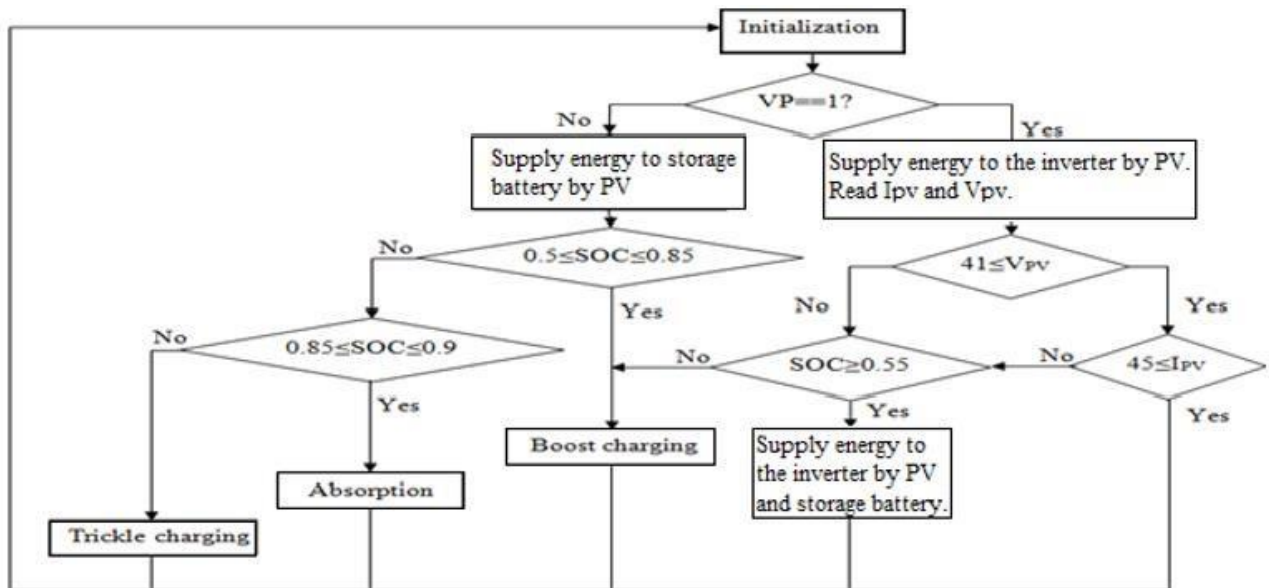 Initialization
VP==1?
No
Yes
Supply energy to storage
battery by PV
Supply energy to the inverter by PV.
Read Ipv and Vpv.
No
0.5≤SOC≤0.85
41≤VPV
Yes
No
Yes
No
0.85≤SOC≤0.9
No
SOC≥0.55
No
45≤IPV
Yes
Yes
Yes
Boost charging
Supply energy to
the inverter by PV
and storage battery.
Absorption
Trickle charging